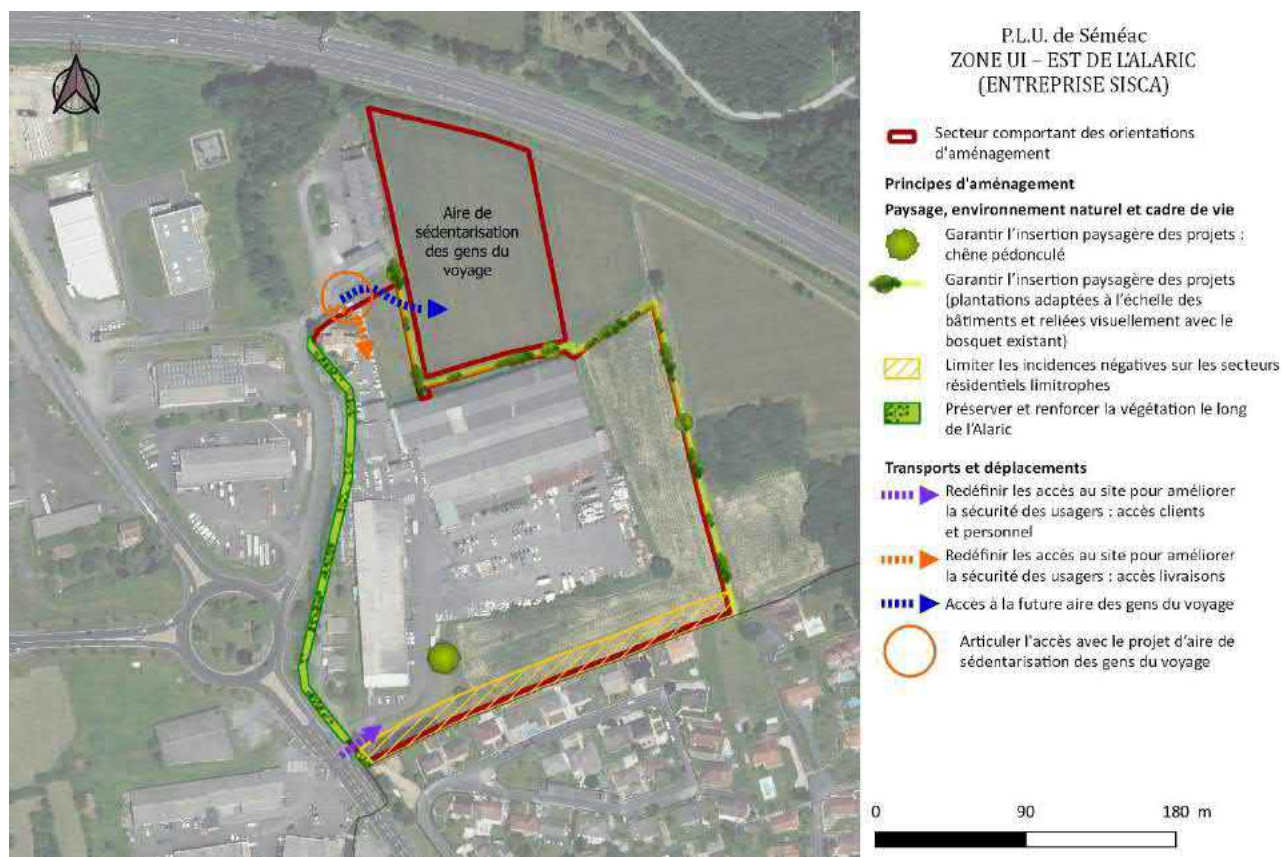 N
Aire de
sédentarisation
des gens du
voyage
P.L.U. de Séméac
ZONE UI – EST DE L'ALARIC
(ENTREPRISE SISCA)
Secteur comportant des orientations
d'aménagement
Principes d'aménagement
Paysage, environnement naturel et cadre de vie
Garantir l'insertion paysagère des projets :
chêne pédonculé
Garantir l'insertion paysagère des projets
(plantations adaptées à l'échelle des
bâtiments et reliées visuellement avec le
bosquet existant)
Limiter les incidences négatives sur les secteurs
résidentiels limitrophes
Préserver et renforcer la végétation le long
de l'Alaric
Transports et déplacements
Redéfinir les accès au site pour améliorer
la sécurité des usagers : accès clients
et personnel
Redéfinir les accès au site pour améliorer
la sécurité des usagers : accès livraisons
Accès à la future aire des gens du voyage
Articuler l'accès avec le projet d'aire de
sédentarisation des gens du voyage
0 90 180 m